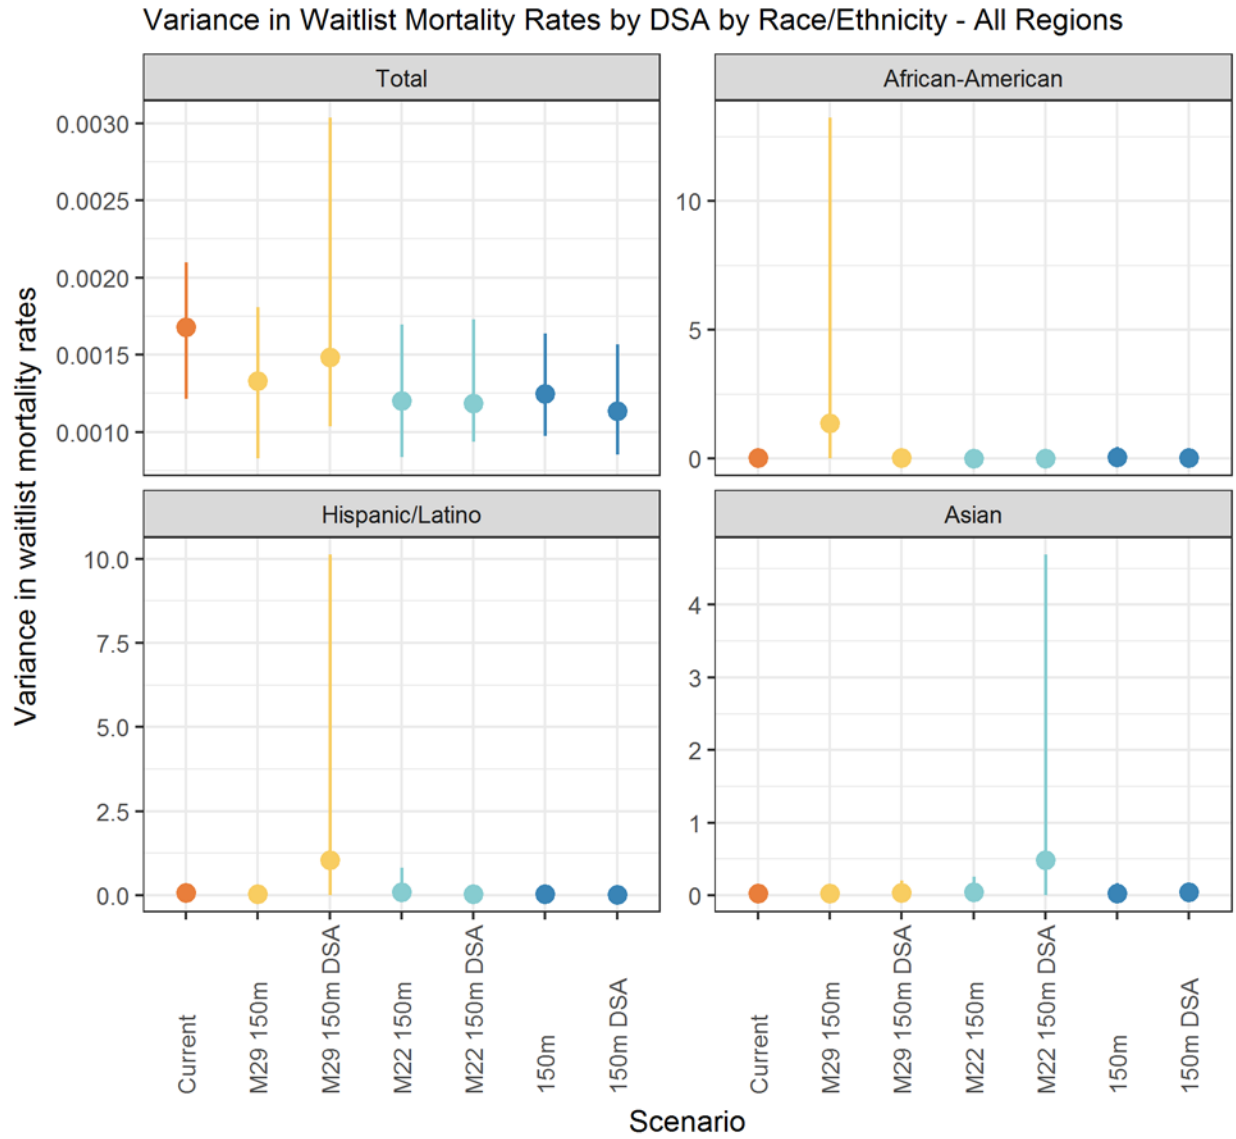 Variance in Waitlist Mortality Rates by DSA by Race/Ethnicity - All Regions
Variance in waitlist mortality rates
Total
0.0030
0.0025
0.0020
0.0015
0.0010
African-American
10
5
0
Hispanic/Latino
10.0
7.5
5.0
2.5
0.0
Asian
4
3
2
1
0
Current
M29 150m
M29 150m DSA
M22 150m
M22 150m DSA
150m
150m DSA
Current
M29 150m
M29 150m DSA
M22 150m
M22 150m DSA
150m
150m DSA
Scenario